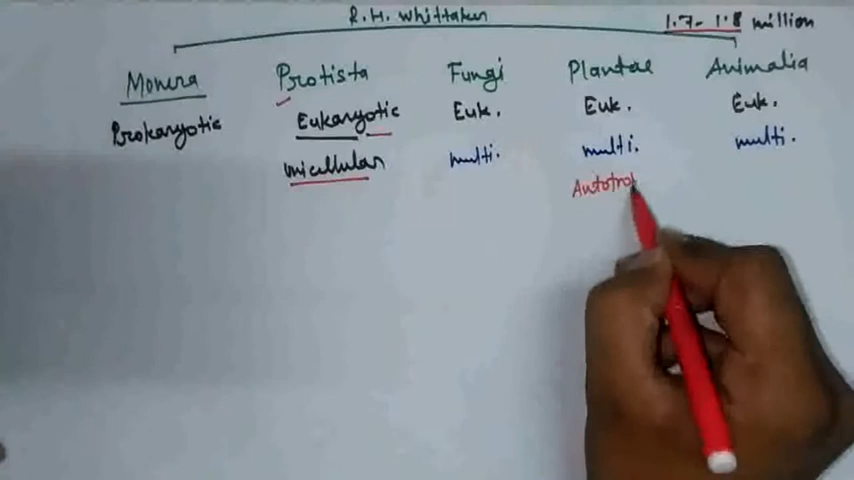 R.H. Whittaker
1.7-1.8 million
Monera Protista Fungi Plantae Animalia
Prokaryotic Eukaryotic Euk. Euk. Euk.
unicellular multi. multi. multi.
Autotro